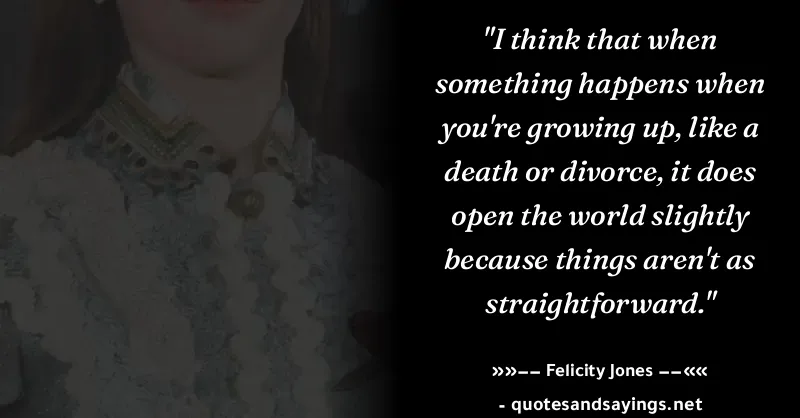 "I think that when
something happens when
you're growing up, like a
death or divorce, it does
open the world slightly
because things aren't as
straightforward."
»»-- Felicity Jones --««
- quotesandsayings.net